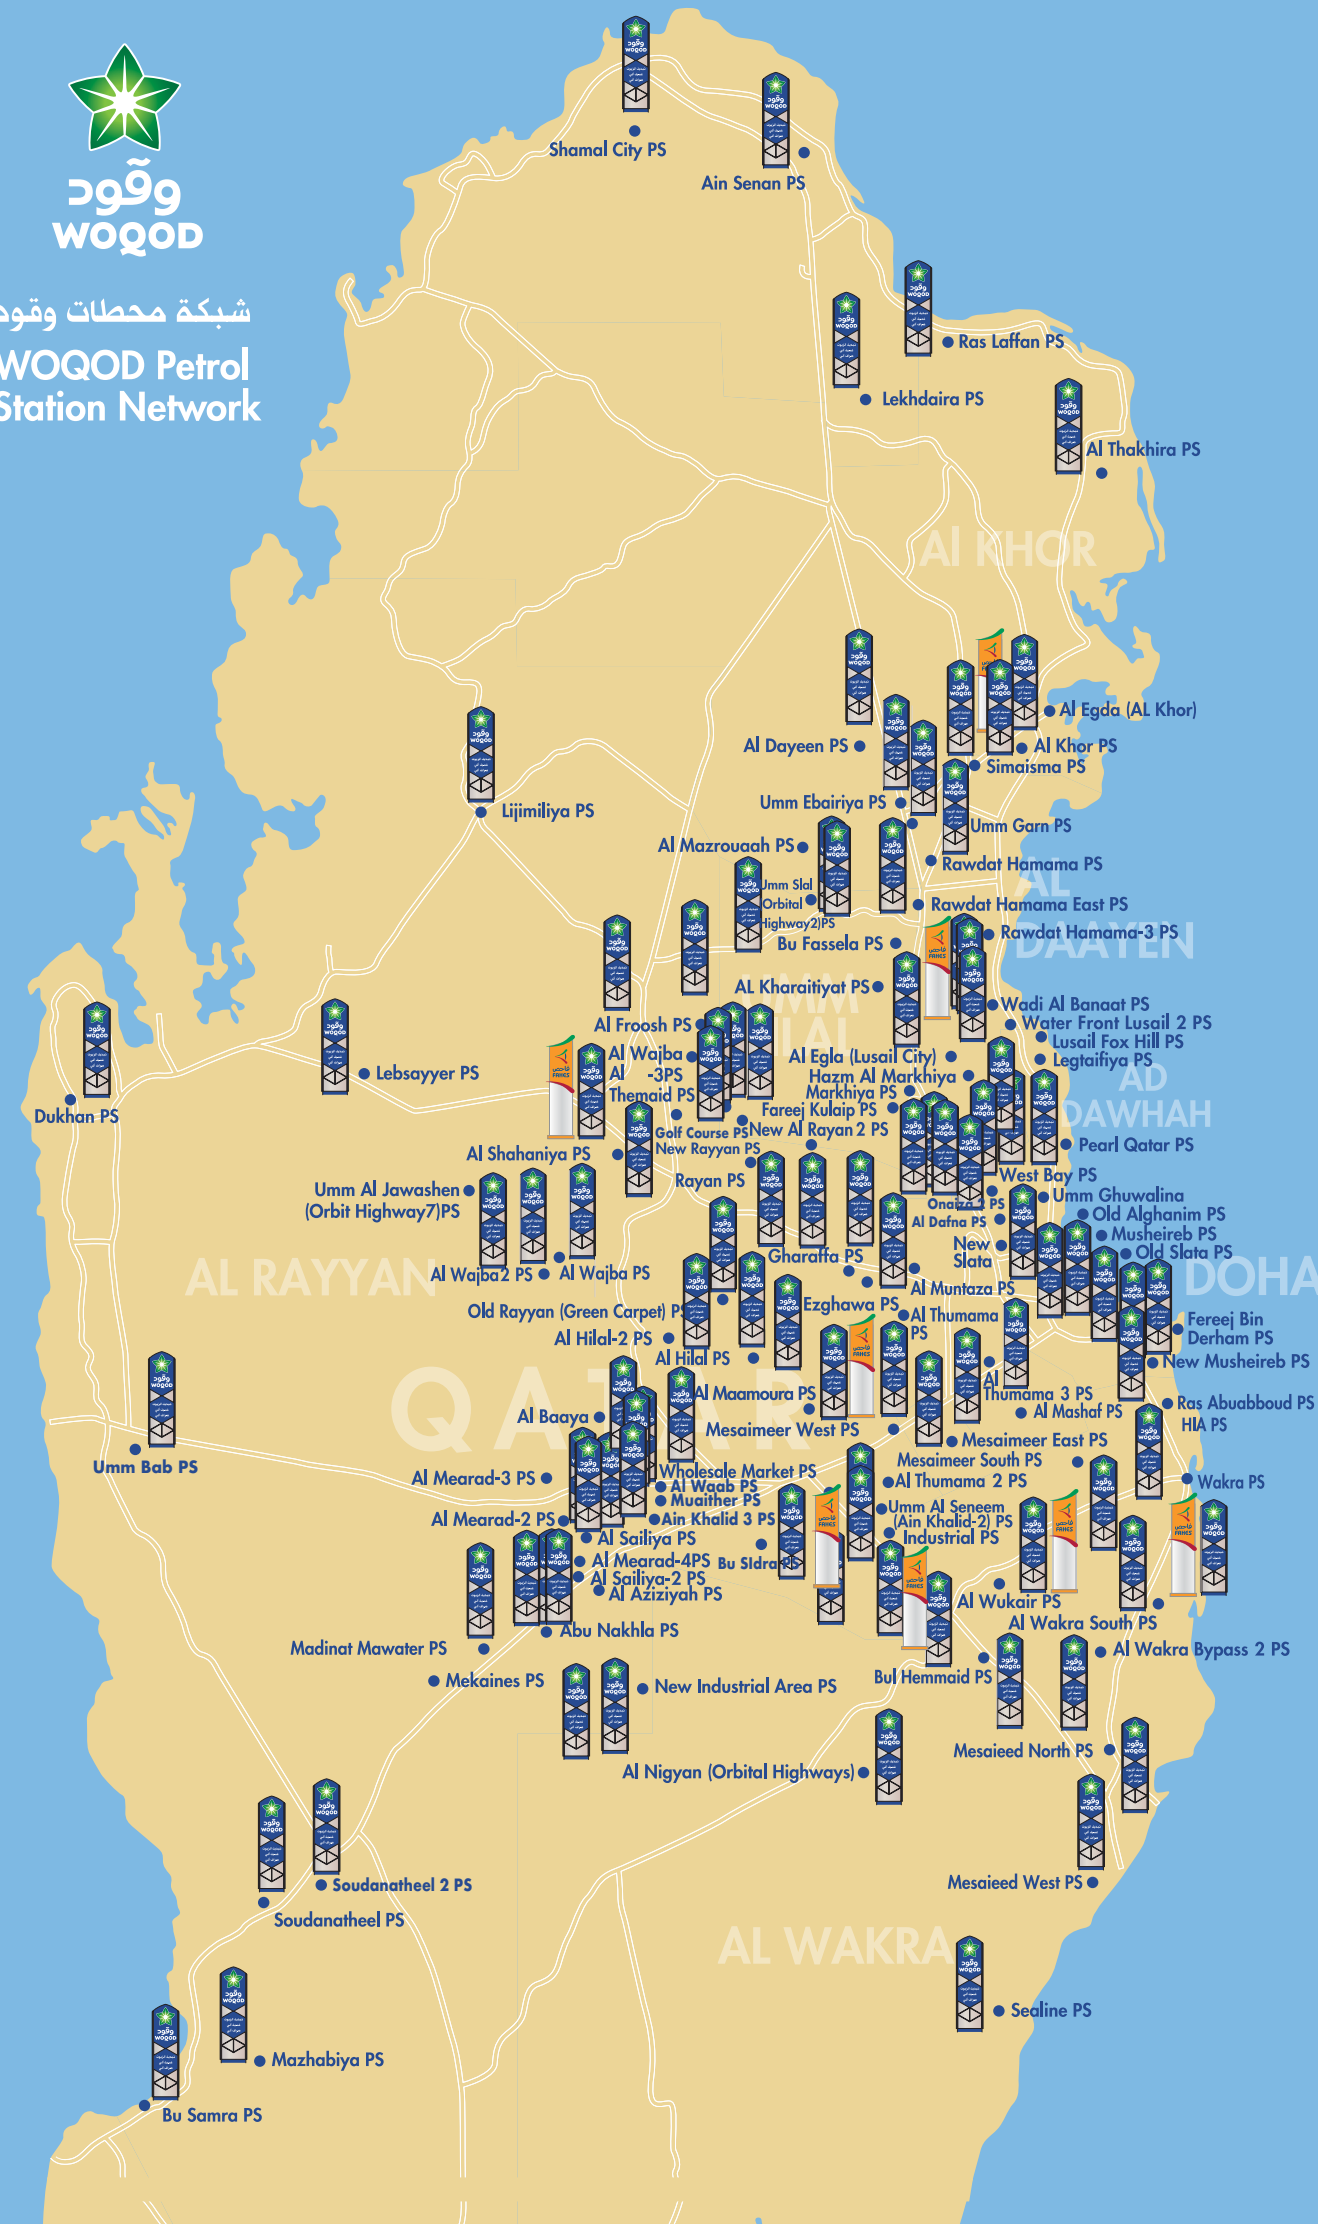 وقود
WOQOD
شبكة محطات وقود
WOQOD Petrol
Station Network
Shamal City PS
Ain Senan PS
Ras Laffan PS
Lekhdaira PS
Al Thakhira PS
Al KHOR
Al Egda (AL Khor)
Al Dayeen PS
Al Khor PS
Simaisma PS
Umm Ebairiya PS
Lijimiliya PS
Umm Garn PS
Al Mazrouaah PS
Rawdat Hamama PS
AL
DAAYEN
Umm Slal
Orbital
Highway2)PS
Rawdat Hamama East PS
Rawdat Hamama-3 PS
Bu Fassela PS
UMM
AL Kharaitiyat PS
Wadi Al Banaat PS
Al Froosh PS
Water Front Lusail 2 PS
Lusail Fox Hill PS
Al Wajba
Al -3PS
Themaid PS
Al Egla (Lusail City)
Legtaifiya PS
Hazm Al Markhiya
Markhiya PS
AD
DAWHAH
Lebsayyer PS
Dukhan PS
Fareej Kulaip PS
Golf Course PS
New Al Rayan 2 PS
New Rayyan PS
Pearl Qatar PS
Al Shahaniya PS
Rayan PS
West Bay PS
Umm Al Jawashen
(Orbit Highway7)PS
Umm Ghuwalina
Onaiza 2 PS
Old Alghanim PS
Al Dafna PS
Musheireb PS
New
Slata
Old Slata PS
Gharaffa PS
AL RAYYAN
Al Wajba2 PS
Al Wajba PS
DOHA
Al Muntaza PS
Old Rayyan (Green Carpet) PS
Ezghawa PS
Al Thumama
PS
Fereej Bin
Derham PS
Al Hilal-2 PS
Al Hilal PS
New Musheireb PS
QATAR
Al Maamoura PS
Al
Thumama 3 PS
Ras Abuabboud PS
Al Baaya
Al Mashaf PS
HIA PS
Mesaimeer West PS
Mesaimeer East PS
Umm Bab PS
Mesaimeer South PS
Wholesale Market PS
Al Mearad-3 PS
Al Thumama 2 PS
Wakra PS
Al Waab PS
Muaither PS
Umm Al Seneem
(Ain Khalid-2) PS
Al Mearad-2 PS
Ain Khalid 3 PS
Industrial PS
Al Sailiya PS
Al Mearad-4PS
Bu SIdra PS
Al Sailiya-2 PS
Al Aziziyah PS
Al Wukair PS
Al Wakra South PS
Abu Nakhla PS
Madinat Mawater PS
Al Wakra Bypass 2 PS
Mekaines PS
Bul Hemmaid PS
New Industrial Area PS
Mesaieed North PS
Al Nigyan (Orbital Highways)
Soudanatheel 2 PS
Mesaieed West PS
Soudanatheel PS
AL WAKRA
Sealine PS
Mazhabiya PS
Bu Samra PS